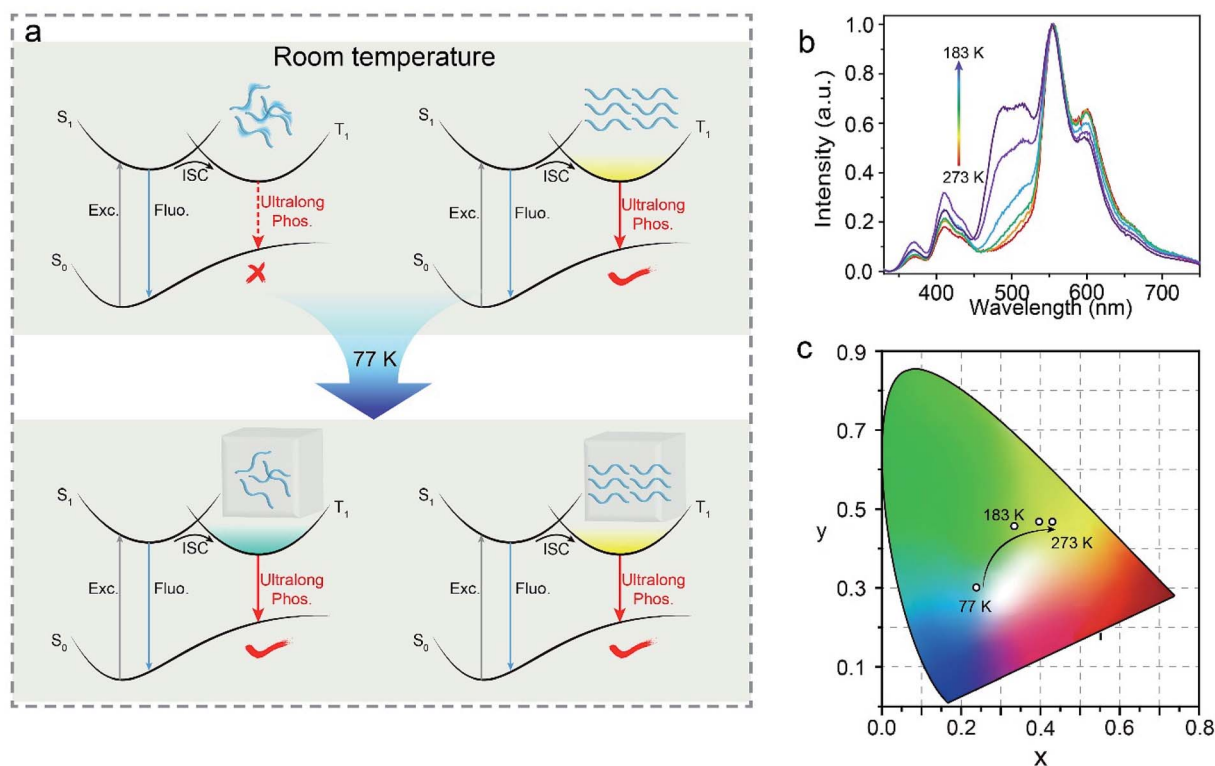 a
Room temperature
S1
T1
ISC
Exc.
Fluo.
Ultralong
Phos.
S0
S1
T1
ISC
Exc.
Fluo.
Ultralong
Phos.
S0
77 K
S1
T1
ISC
Exc.
Fluo.
Ultralong
Phos.
S0
S1
T1
ISC
Exc.
Fluo.
Ultralong
Phos.
S0
b
Intensity (a.u.)
1.0
0.8
0.6
0.4
0.2
0.0
183 K
273 K
400 500 600 700
Wavelength (nm)
c
y
0.9
0.7
0.5
0.3
0.1
183 K
273 K
77 K
0.0 0.2 0.4 0.6 0.8
x